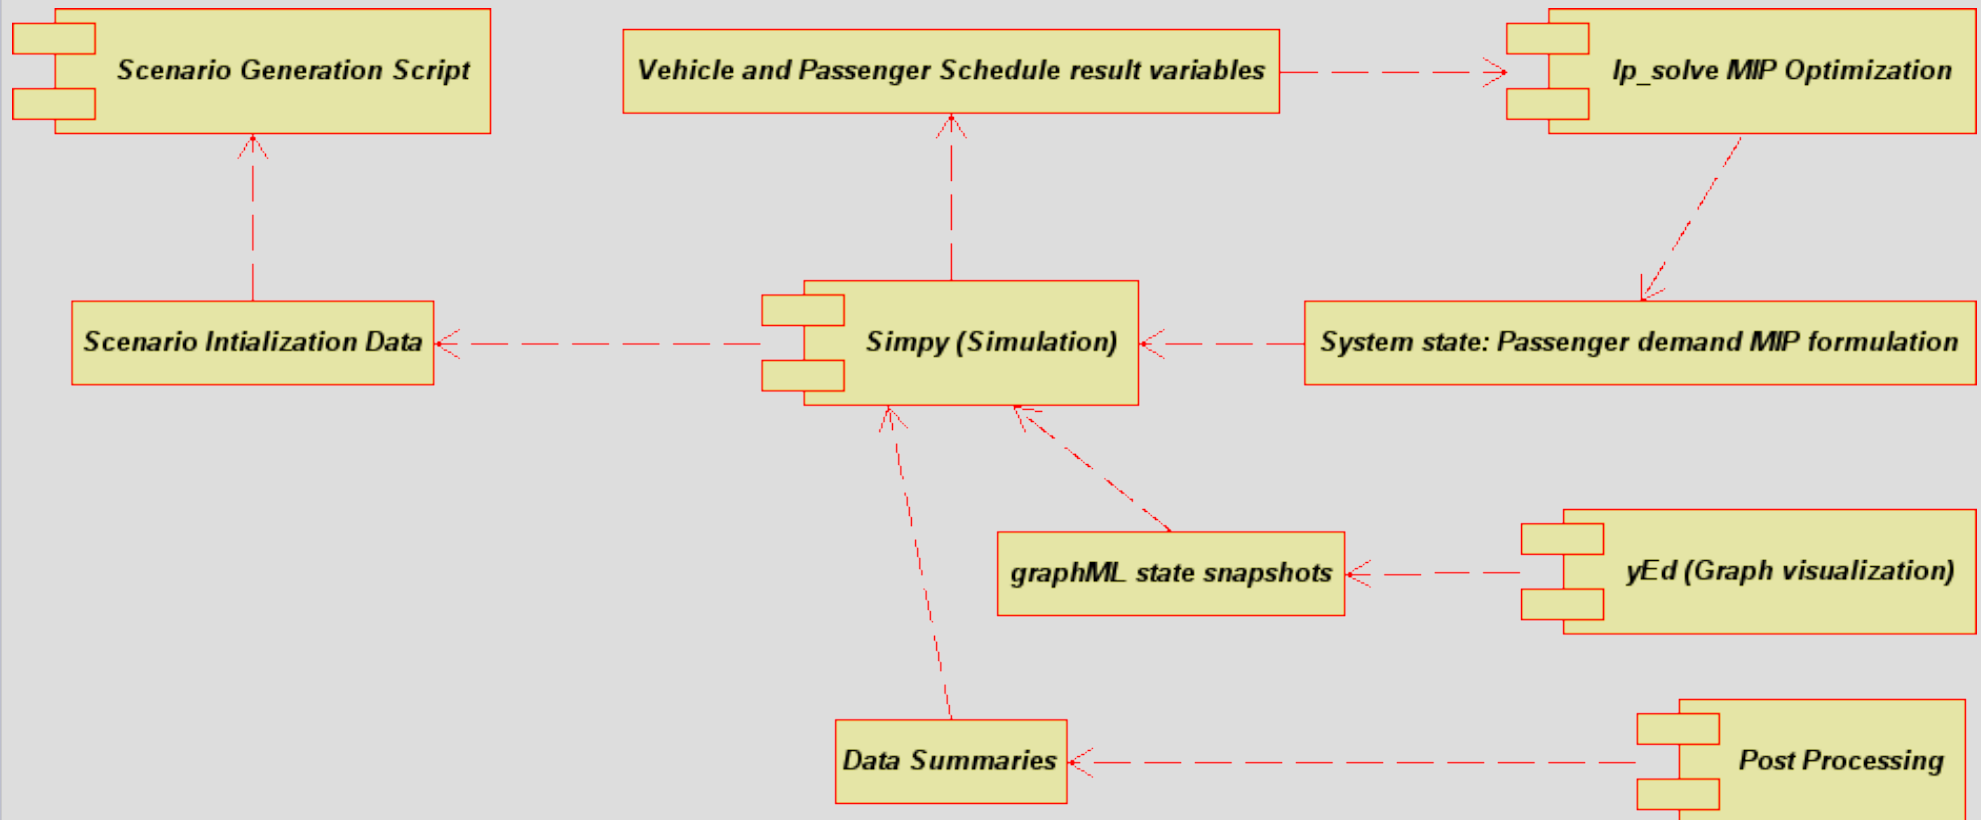 Scenario Generation Script
Vehicle and Passenger Schedule result variables
lp_solve MIP Optimization
Scenario Intialization Data
Simpy (Simulation)
System state: Passenger demand MIP formulation
graphML state snapshots
yEd (Graph visualization)
Data Summaries
Post Processing